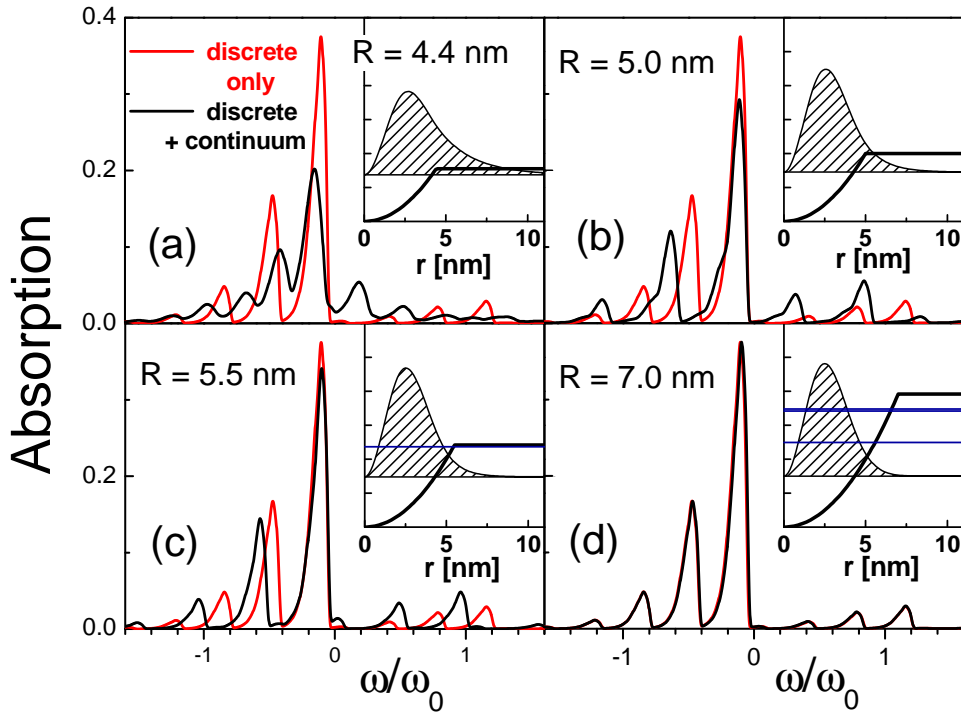 Absorption
0.4
0.2
0.0
discrete
only
discrete
+ continuum
R = 4.4 nm
(a)
0 5 10
r [nm]
R = 5.0 nm
(b)
0 5 10
r [nm]
0.2
0.0
R = 5.5 nm
(c)
0 5 10
r [nm]
R = 7.0 nm
(d)
0 5 10
r [nm]
-1 0 1
ω/ω0
-1 0 1
ω/ω0